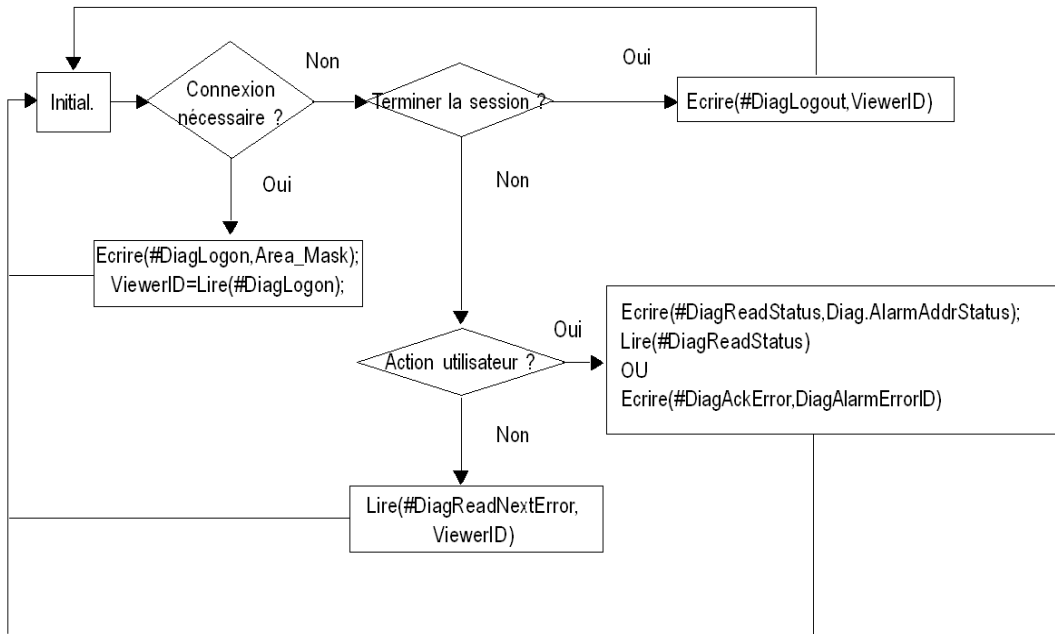 Initial.
Connexion
nécessaire ?
Non
Terminer la session ?
Oui
Ecrire(#DiagLogout,ViewerID)
Oui
Non
Ecrire(#DiagLogon,Area_Mask);
ViewerID=Lire(#DiagLogon);
Action utilisateur ?
Oui
Ecrire(#DiagReadStatus,Diag.AlarmAddrStatus);
Lire(#DiagReadStatus)
OU
Ecrire(#DiagAckError,DiagAlarmErrorID)
Non
Lire(#DiagReadNextError,
ViewerID)